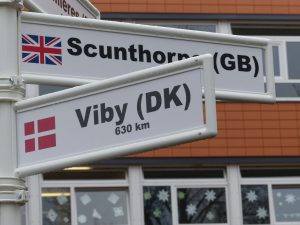 Scunthorpe (GB)
Viby (DK)
630 km